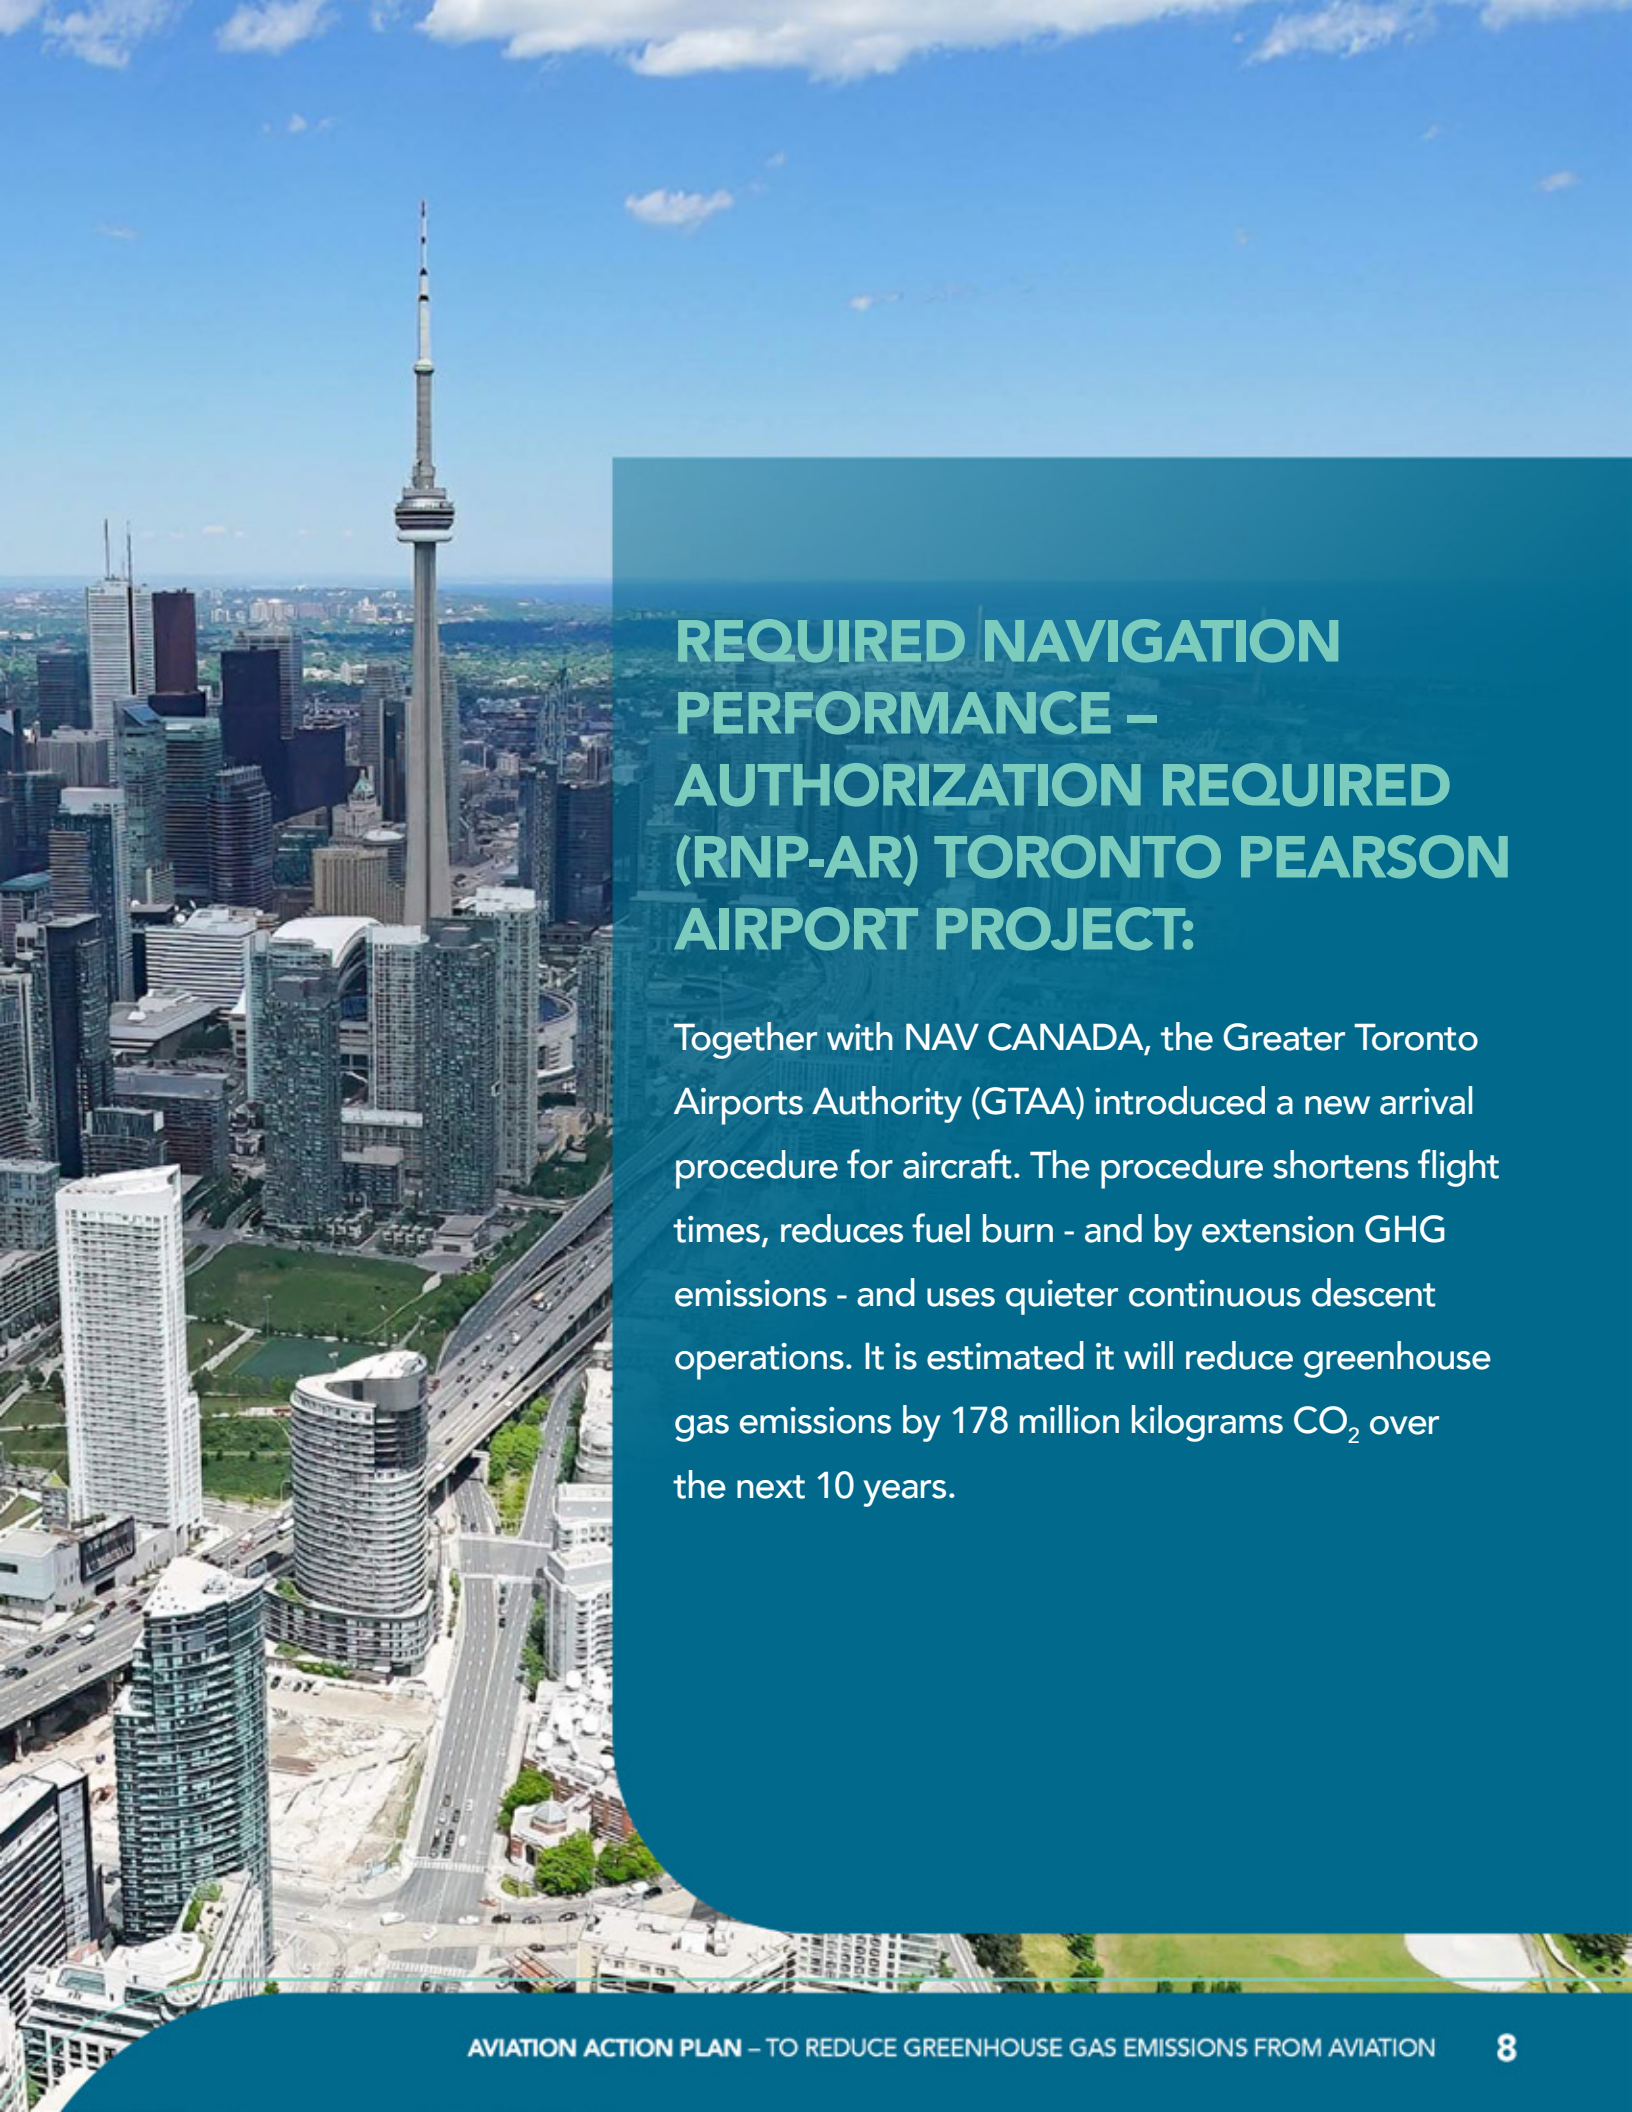 REQUIRED NAVIGATION
PERFORMANCE –
AUTHORIZATION REQUIRED
(RNP-AR) TORONTO PEARSON
AIRPORT PROJECT:
Together with NAV CANADA, the Greater Toronto
Airports Authority (GTAA) introduced a new arrival
procedure for aircraft. The procedure shortens flight
times, reduces fuel burn - and by extension GHG
emissions - and uses quieter continuous descent
operations. It is estimated it will reduce greenhouse
gas emissions by 178 million kilograms CO₂ over
the next 10 years.
AVIATION ACTION PLAN – TO REDUCE GREENHOUSE GAS EMISSIONS FROM AVIATION 8